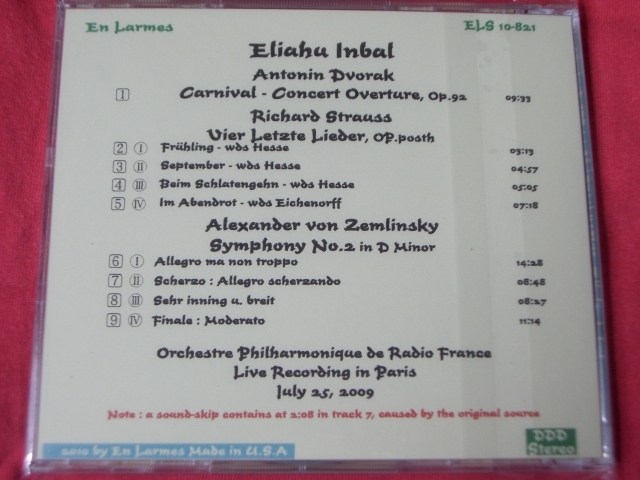 En Larmes ELS 10-821
Eliahu Inbal
Antonin Dvorak
1 Carnival - Concert Overture, Op.92 09:33
Richard Strauss
Vier Letzte Lieder, OP.posth
2 I Frühling - wds Hesse 03:13
3 II September - wds Hesse 04:57
4 III Beim Schlatengehn - wds Hesse 05:05
5 IV Im Abendrot - wds Eichenorff 07:18
Alexander von Zemlinsky
Symphony No.2 in D Minor
6 I Allegro ma non troppo 14:28
7 II Scherzo : Allegro scherzando 08:48
8 III Sehr inning u. breit 08:27
9 IV Finale : Moderato 11:14
Orchestre Philharmonique de Radio France
Live Recording in Paris
July 25, 2009
Note : a sound-skip contains at 2:08 in track 7, caused by the original source
2010 by En Larmes Made in U.S.A
DDD
Stereo